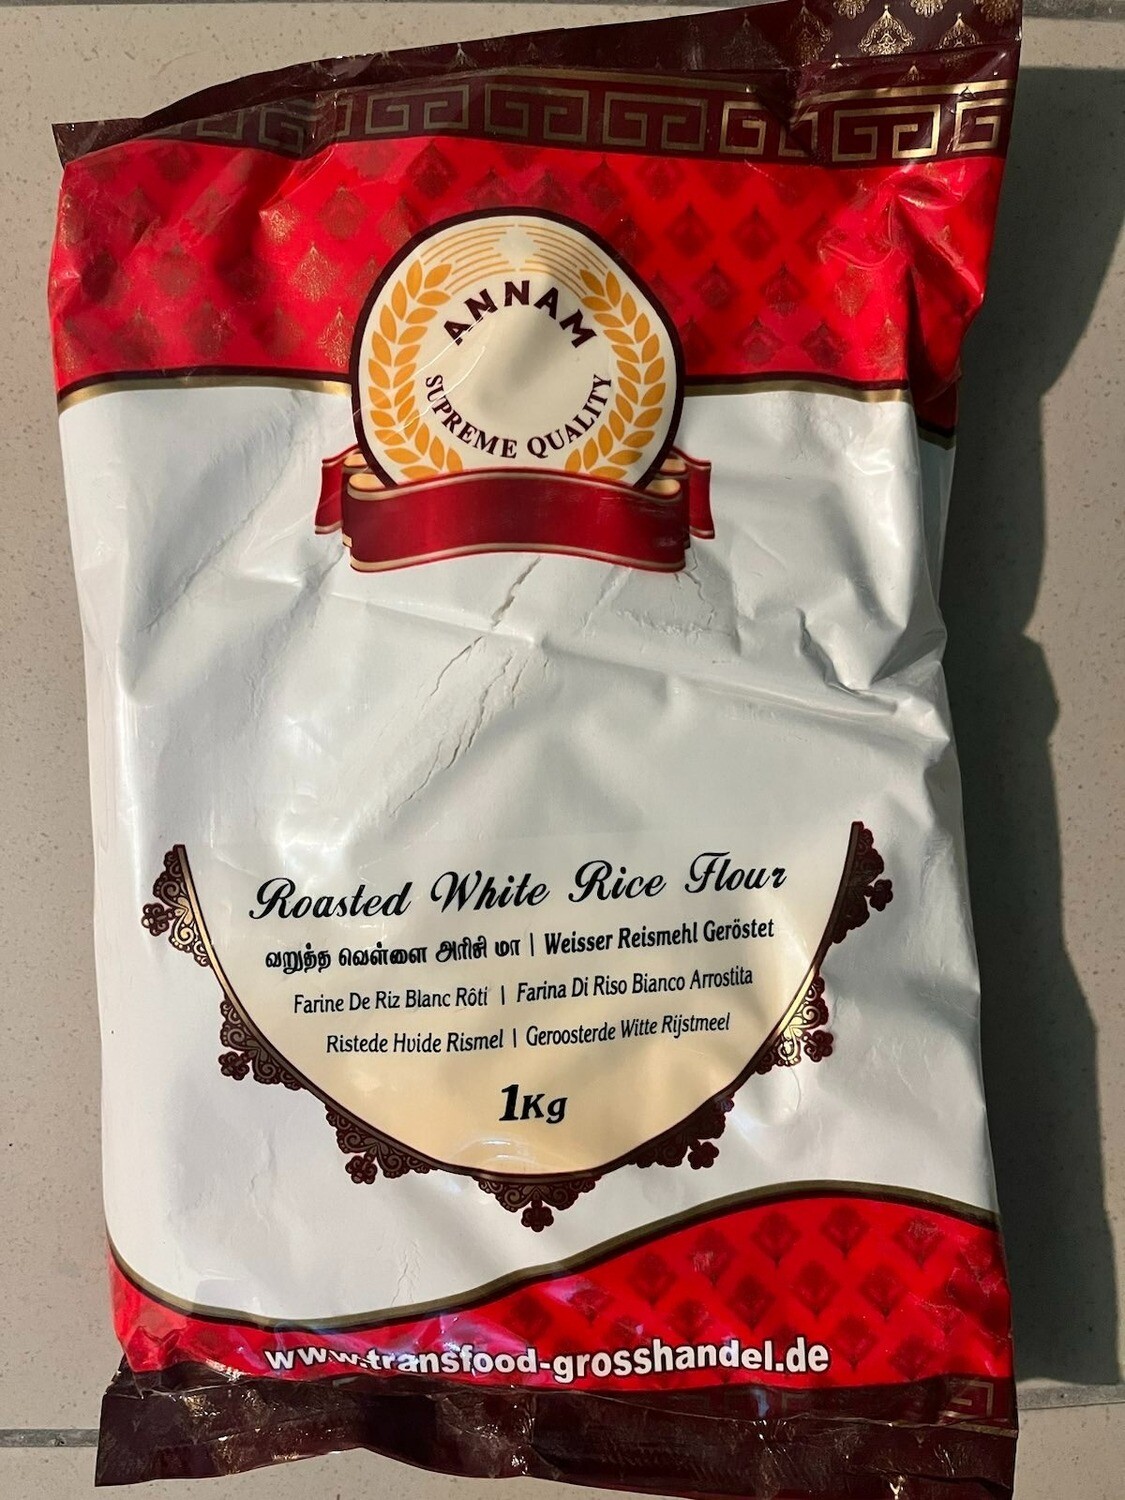 ANNAM
SUPREME QUALITY
Roasted White Rice Flour
வறுத்த வெள்ளை அரிசி மா | Weisser Reismehl Geröstet
Farine De Riz Blanc Rôti | Farina Di Riso Bianco Arrostita
Ristede Hvide Rismel | Geroosterde Witte Rijstmeel
1Kg
www.transfood-grosshandel.de